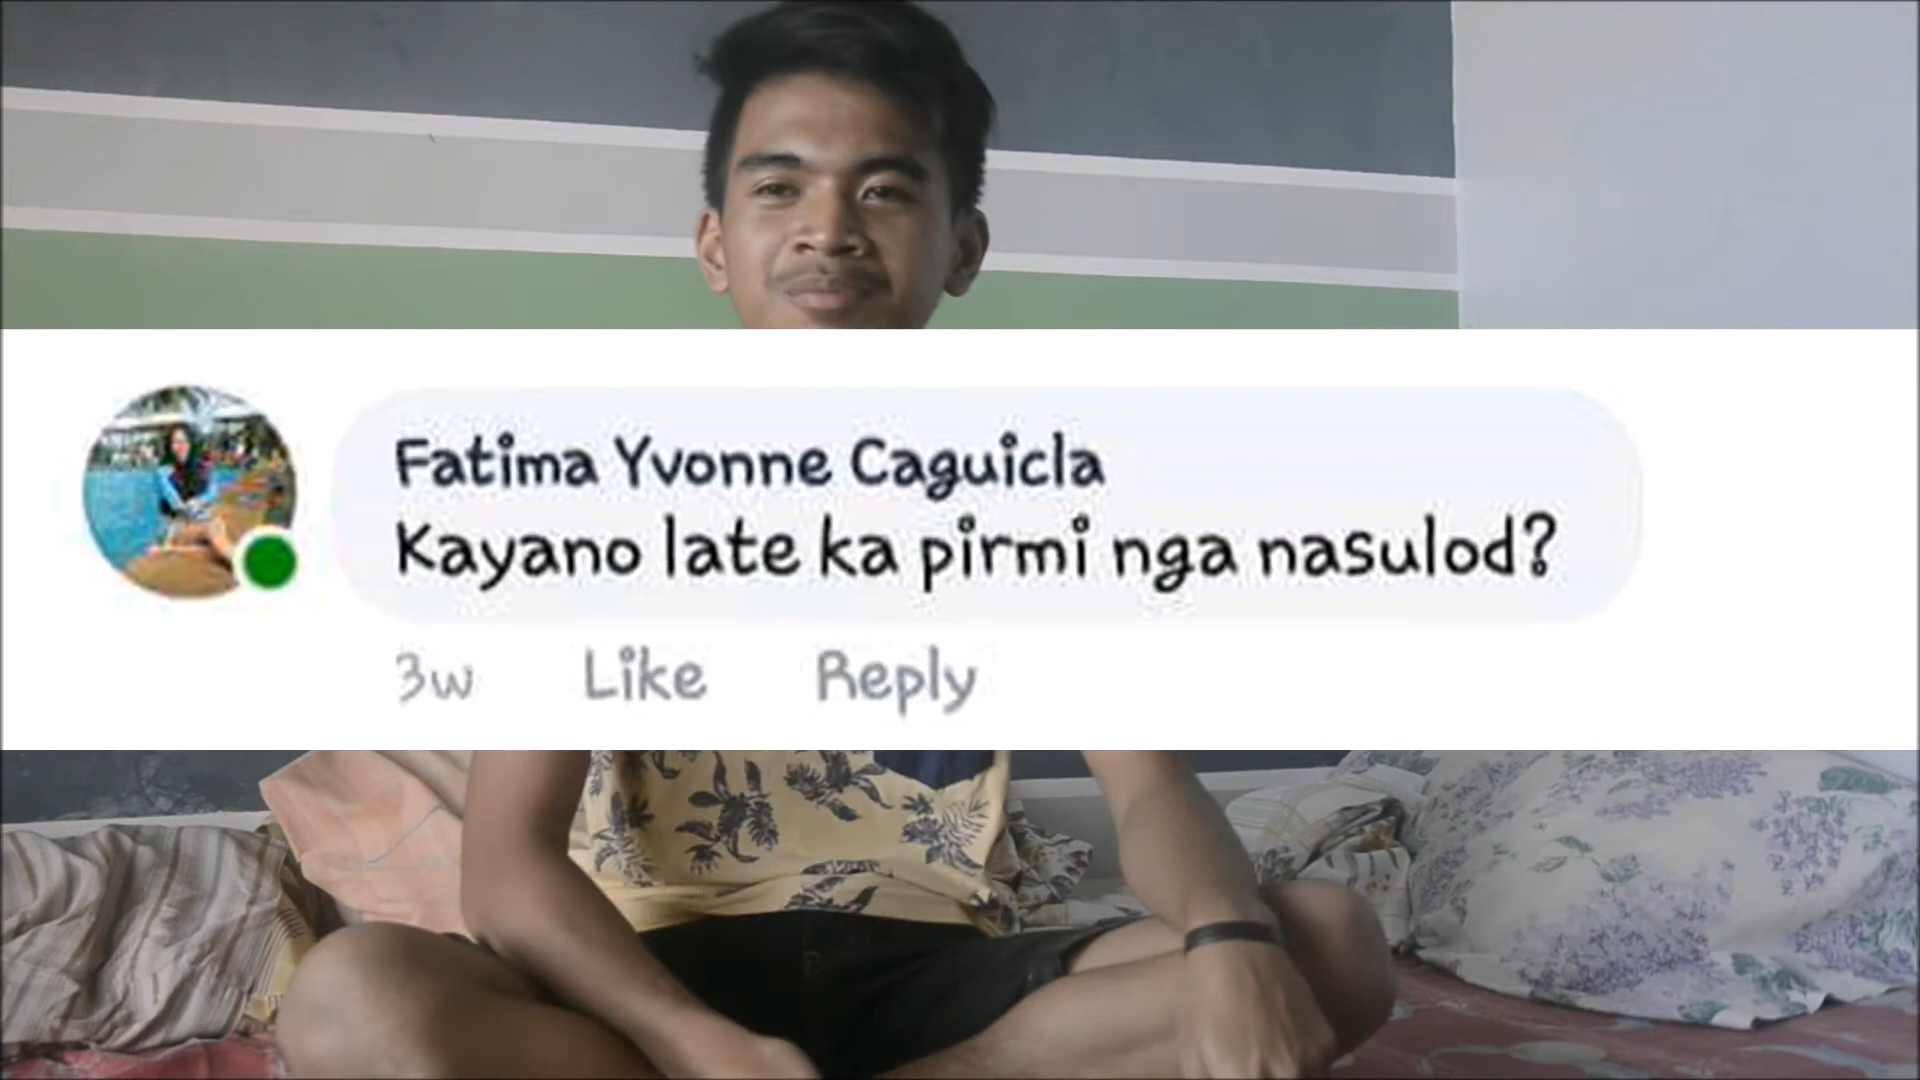 Fatima Yvonne Caguicla
Kayano late ka pirmi nga nasulod?
3w Like Reply